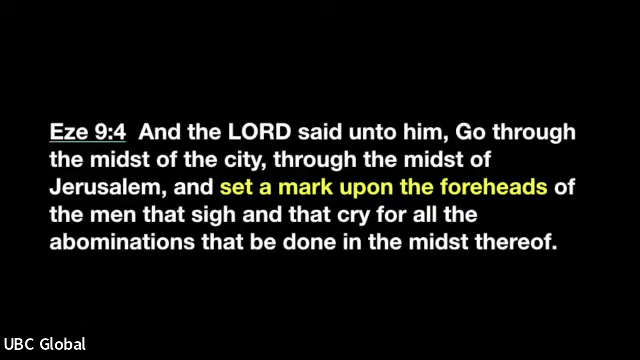 Eze 9:4 And the LORD said unto him, Go through
the midst of the city, through the midst of
Jerusalem, and set a mark upon the foreheads of
the men that sigh and that cry for all the
abominations that be done in the midst thereof.
UBC Global